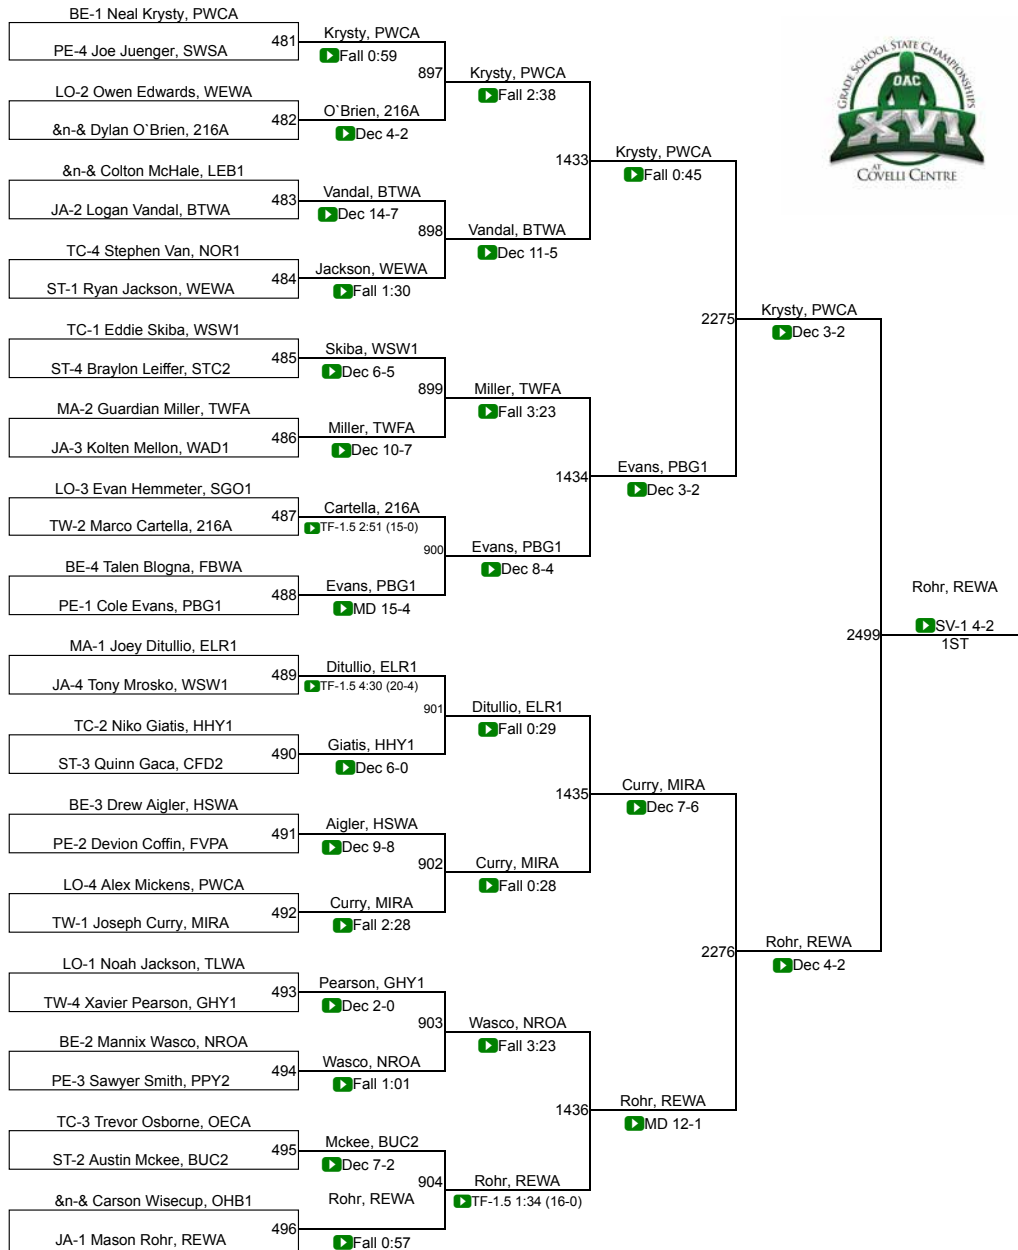 BE-1 Neal Krysty, PWCA
481
PE-4 Joe Juenger, SWSA
LO-2 Owen Edwards, WEWA
482
&n-& Dylan O`Brien, 216A
&n-& Colton McHale, LEB1
483
JA-2 Logan Vandal, BTWA
TC-4 Stephen Van, NOR1
484
ST-1 Ryan Jackson, WEWA
TC-1 Eddie Skiba, WSW1
485
ST-4 Braylon Leiffer, STC2
MA-2 Guardian Miller, TWFA
486
JA-3 Kolten Mellon, WAD1
LO-3 Evan Hemmeter, SGO1
487
TW-2 Marco Cartella, 216A
BE-4 Talen Blogna, FBWA
488
PE-1 Cole Evans, PBG1
MA-1 Joey Ditullio, ELR1
489
JA-4 Tony Mrosko, WSW1
TC-2 Niko Giatis, HHY1
490
ST-3 Quinn Gaca, CFD2
BE-3 Drew Aigler, HSWA
491
PE-2 Devion Coffin, FVPA
LO-4 Alex Mickens, PWCA
492
TW-1 Joseph Curry, MIRA
LO-1 Noah Jackson, TLWA
493
TW-4 Xavier Pearson, GHY1
BE-2 Mannix Wasco, NROA
494
PE-3 Sawyer Smith, PPY2
TC-3 Trevor Osborne, OECA
495
ST-2 Austin Mckee, BUC2
&n-& Carson Wisecup, OHB1
496
JA-1 Mason Rohr, REWA
Krysty, PWCA
Fall 0:59
897
O`Brien, 216A
Dec 4-2
Vandal, BTWA
Dec 14-7
898
Jackson, WEWA
Fall 1:30
Skiba, WSW1
Dec 6-5
899
Miller, TWFA
Dec 10-7
Cartella, 216A
TF-1.5 2:51 (15-0)
900
Evans, PBG1
MD 15-4
Ditullio, ELR1
TF-1.5 4:30 (20-4)
901
Giatis, HHY1
Dec 6-0
Aigler, HSWA
Dec 9-8
902
Curry, MIRA
Fall 2:28
Pearson, GHY1
Dec 2-0
903
Wasco, NROA
Fall 1:01
Mckee, BUC2
Dec 7-2
904
Rohr, REWA
Fall 0:57
Krysty, PWCA
Fall 2:38
1433
Vandal, BTWA
Dec 11-5
Miller, TWFA
Fall 3:23
1434
Evans, PBG1
Dec 8-4
Ditullio, ELR1
Fall 0:29
1435
Curry, MIRA
Fall 0:28
Wasco, NROA
Fall 3:23
1436
Rohr, REWA
TF-1.5 1:34 (16-0)
Krysty, PWCA
Fall 0:45
2275
Evans, PBG1
Dec 3-2
Curry, MIRA
Dec 7-6
2276
Rohr, REWA
MD 12-1
Krysty, PWCA
Dec 3-2
2499
Rohr, REWA
Dec 4-2
Rohr, REWA
SV-1 4-2
1ST
GRADE SCHOOL STATE CHAMPIONSHIPS
OAC
XVI
AT
COVELLI CENTRE